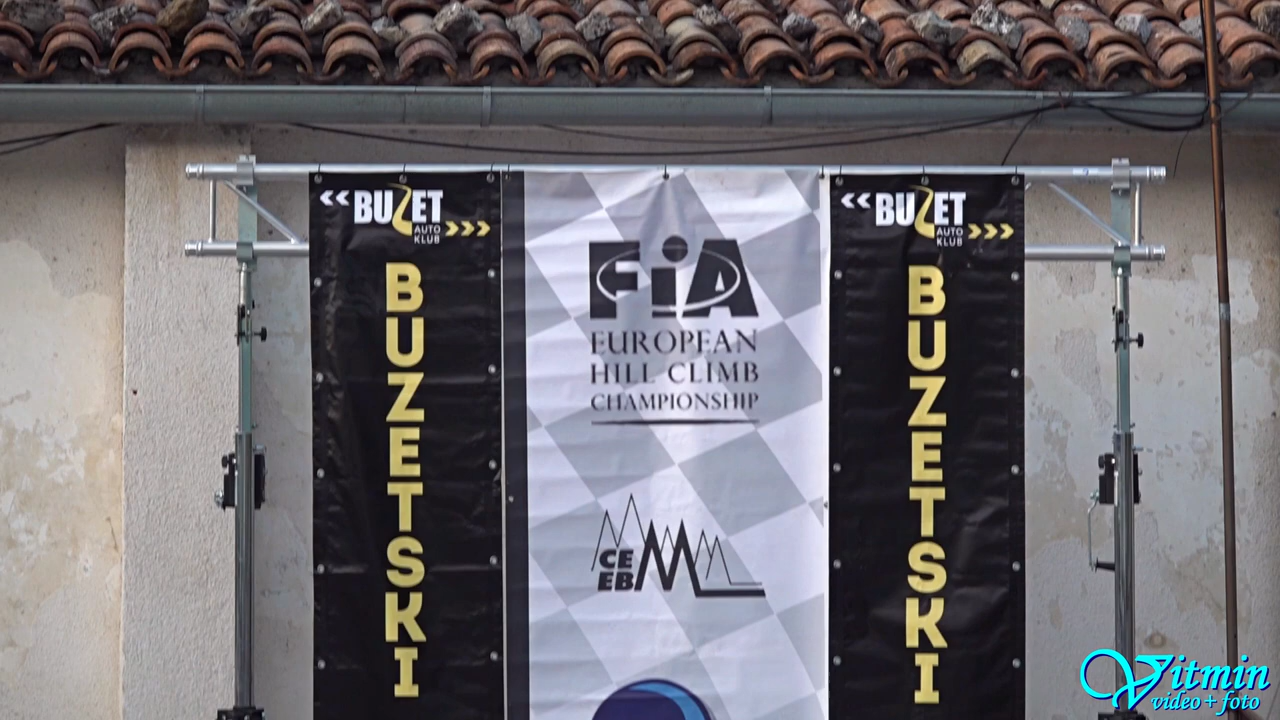 BUZET
AUTO
KLUB
BUZETSKI
FiA
EUROPEAN
HILL CLIMB
CHAMPIONSHIP
CE
EB
BUZET
AUTO
KLUB
BUZETSKI
Vitmin
video + foto